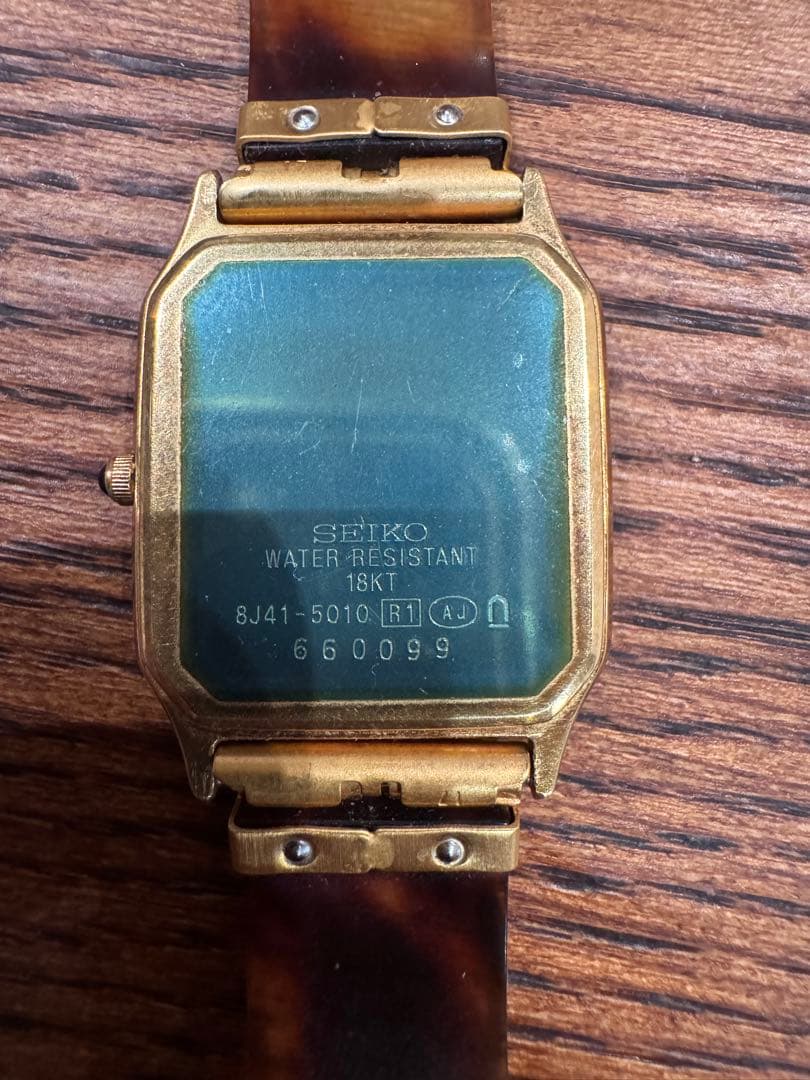 SEIKO
WATER RESISTANT
18KT
8J41-5010 R1 AJ
660099